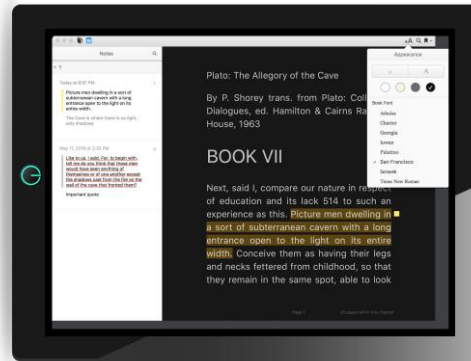 Notes
Today at 8:57 PM
Picture men dwelling in a sort of
subterranean cavern with a long
entrance open to the light on its
entire width.
The Cave is where there is its light,
only shadows
May 11, 2018 at 2:33 PM
Like to us, I said. For, to begin with,
tell me do you think that these men
would have seen anything of
themselves or of one another except
the shadows cast from the fire on the
wall of the cave that fronted them?
Important quote
Plato: The Allegory of the Cave
By P. Shorey trans. from Plato: Coll
Dialogues, ed. Hamilton & Cairns Ra
House, 1963
BOOK VII
Next, said I, compare our nature in respect
of education and its lack 514 to such an
experience as this. Picture men dwelling in
a sort of subterranean cavern with a long
entrance open to the light on its entire
width. Conceive them as having their legs
and necks fettered from childhood, so that
they remain in the same spot, able to look
Page 1
AA
Appearance
A
A
Book Font
Athelas
Charter
Georgia
Iowan
Palatino
San Francisco
Seravek
Times New Roman